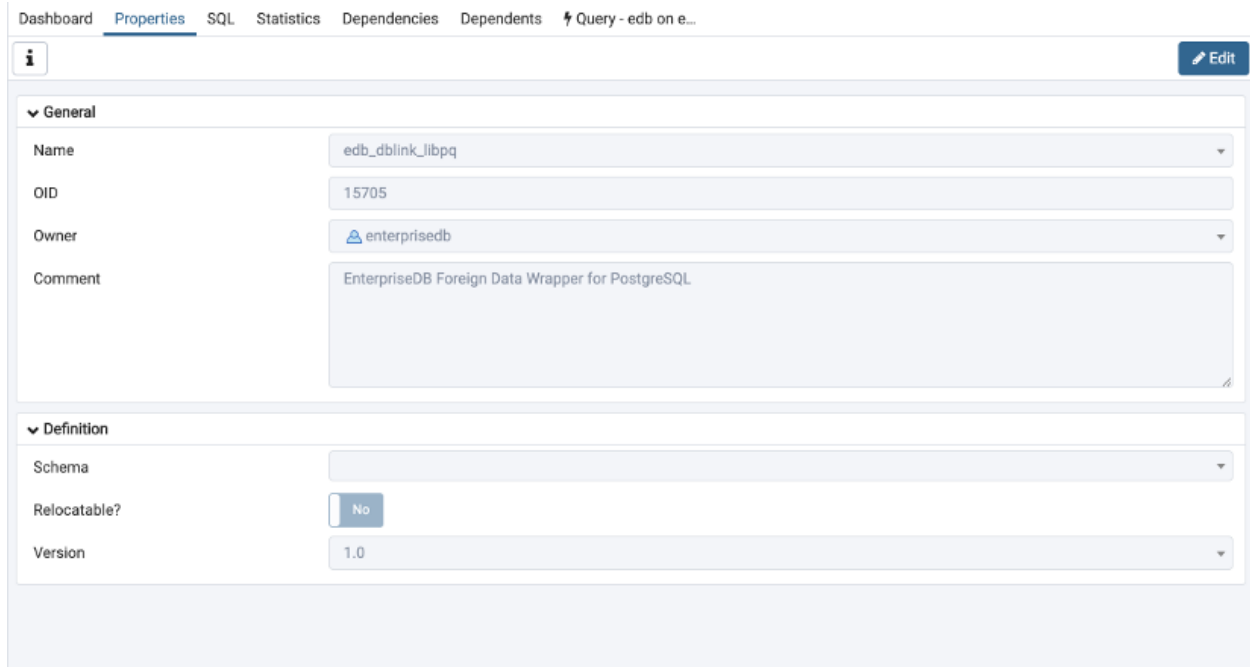 Dashboard Properties SQL Statistics Dependencies Dependents Query - edb on e...
i Edit
General
Name edb_dblink_libpq
OID 15705
Owner enterprisedb
Comment EnterpriseDB Foreign Data Wrapper for PostgreSQL
Definition
Schema
Relocatable? No
Version 1.0